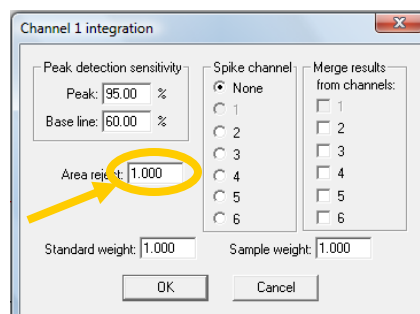 Channel 1 integration
x
Peak detection sensitivity
Peak: 95.00 %
Base line: 60.00 %
Area reject: 1.000
Spike channel
None
1
2
3
4
5
6
Merge results
from channels:
1
2
3
4
5
6
Standard weight: 1.000
Sample weight: 1.000
OK
Cancel